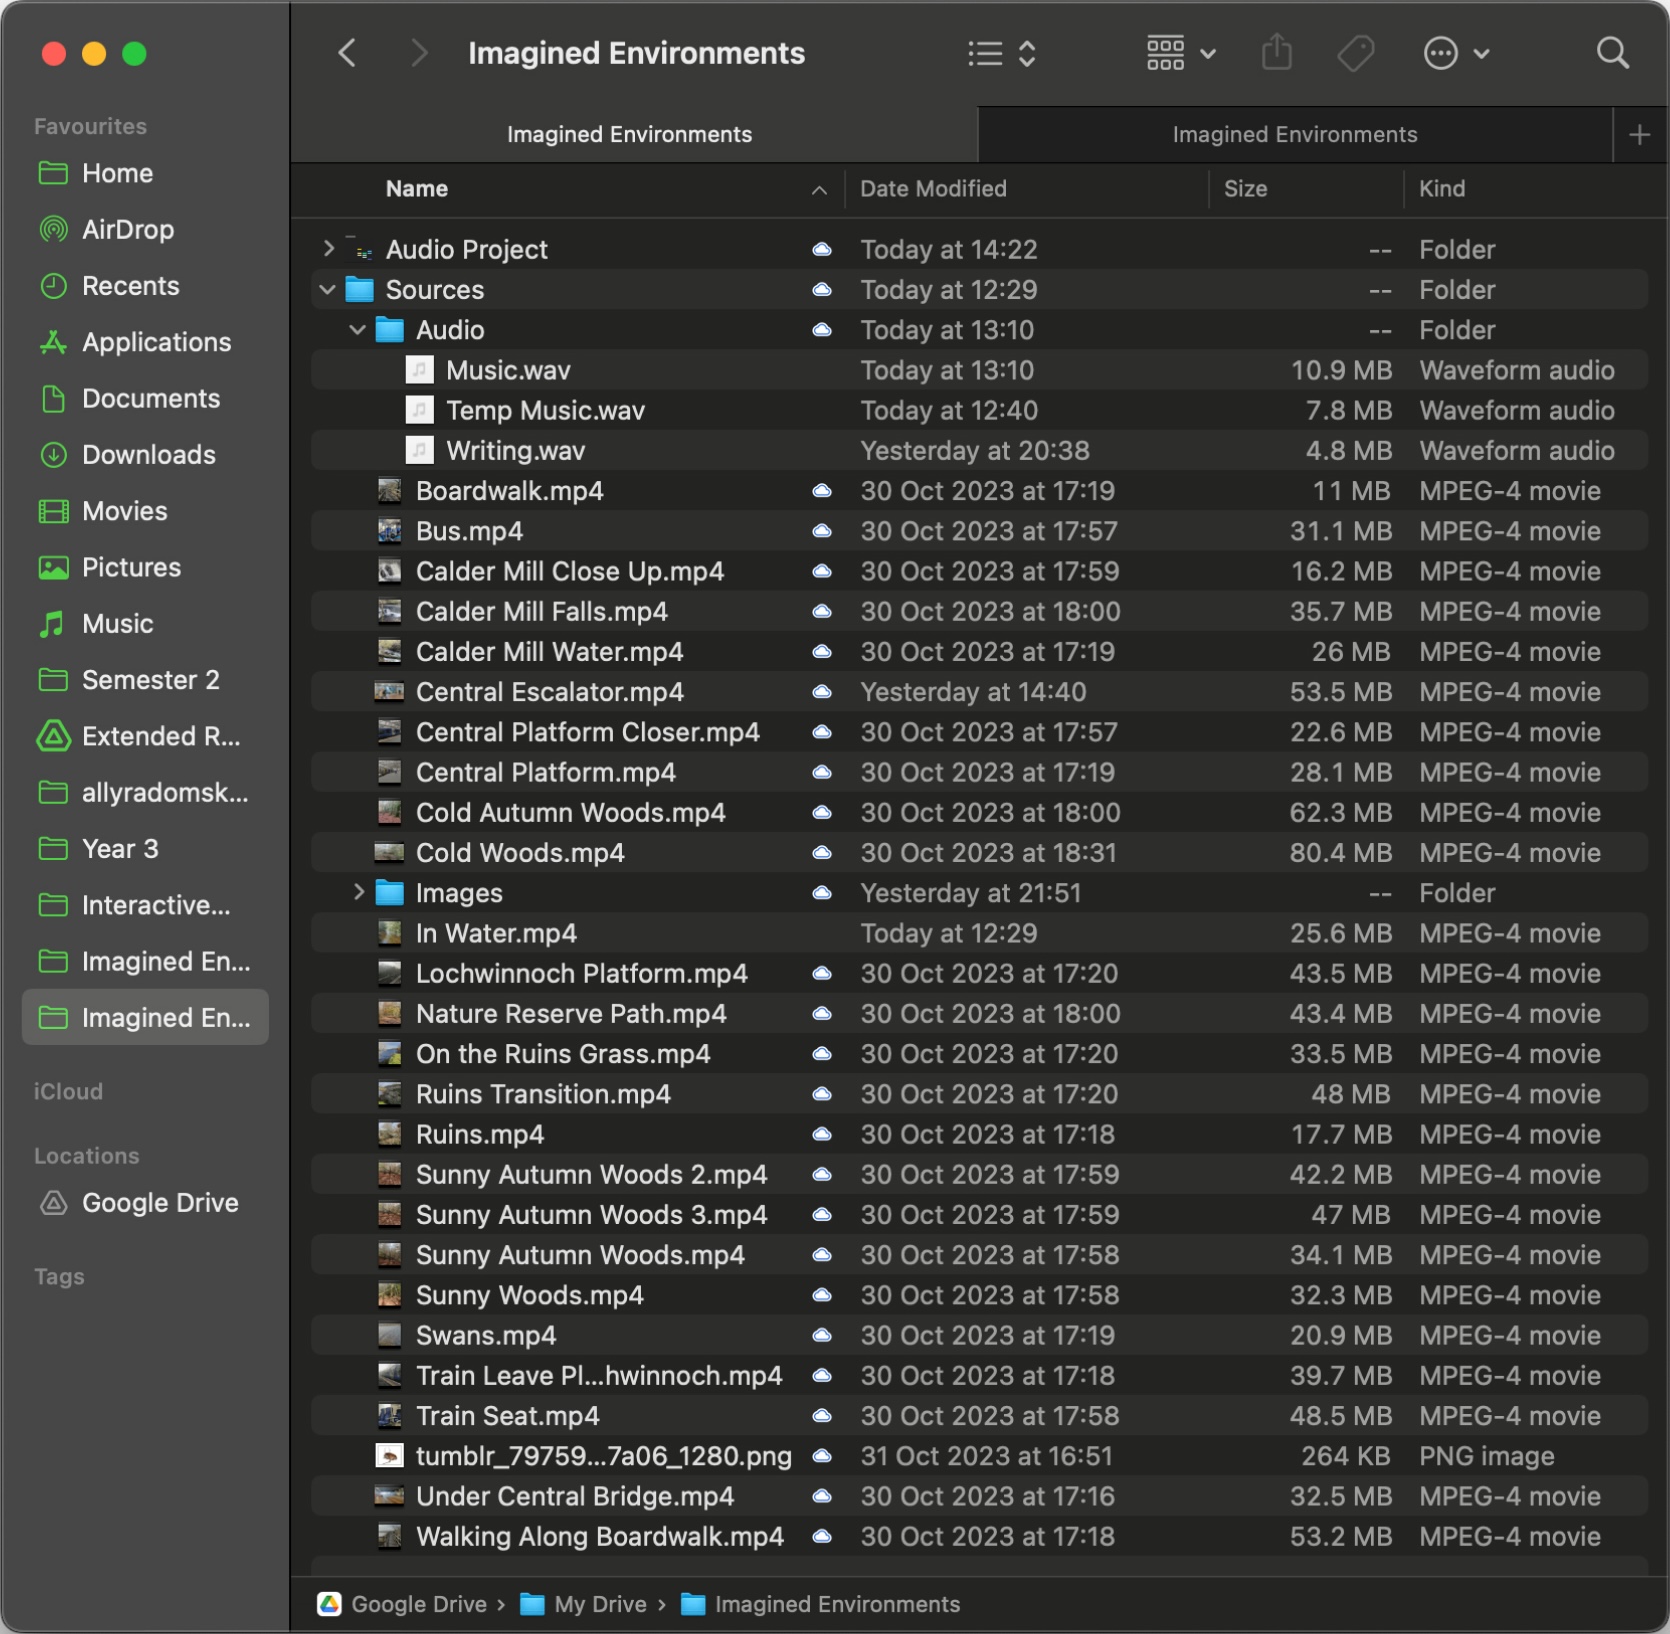 Imagined Environments
Imagined Environments
Imagined Environments
Favourites
Home
AirDrop
Recents
Applications
Documents
Downloads
Movies
Pictures
Music
Semester 2
Extended R...
allyradomsk...
Year 3
Interactive...
Imagined En...
Imagined En...
iCloud
Locations
Google Drive
Tags
Name Date Modified Size Kind
Audio Project Today at 14:22 -- Folder
Sources Today at 12:29 -- Folder
Audio Today at 13:10 -- Folder
Music.wav Today at 13:10 10.9 MB Waveform audio
Temp Music.wav Today at 12:40 7.8 MB Waveform audio
Writing.wav Yesterday at 20:38 4.8 MB Waveform audio
Boardwalk.mp4 30 Oct 2023 at 17:19 11 MB MPEG-4 movie
Bus.mp4 30 Oct 2023 at 17:57 31.1 MB MPEG-4 movie
Calder Mill Close Up.mp4 30 Oct 2023 at 17:59 16.2 MB MPEG-4 movie
Calder Mill Falls.mp4 30 Oct 2023 at 18:00 35.7 MB MPEG-4 movie
Calder Mill Water.mp4 30 Oct 2023 at 17:19 26 MB MPEG-4 movie
Central Escalator.mp4 Yesterday at 14:40 53.5 MB MPEG-4 movie
Central Platform Closer.mp4 30 Oct 2023 at 17:57 22.6 MB MPEG-4 movie
Central Platform.mp4 30 Oct 2023 at 17:19 28.1 MB MPEG-4 movie
Cold Autumn Woods.mp4 30 Oct 2023 at 18:00 62.3 MB MPEG-4 movie
Cold Woods.mp4 30 Oct 2023 at 18:31 80.4 MB MPEG-4 movie
Images Yesterday at 21:51 -- Folder
In Water.mp4 Today at 12:29 25.6 MB MPEG-4 movie
Lochwinnoch Platform.mp4 30 Oct 2023 at 17:20 43.5 MB MPEG-4 movie
Nature Reserve Path.mp4 30 Oct 2023 at 18:00 43.4 MB MPEG-4 movie
On the Ruins Grass.mp4 30 Oct 2023 at 17:20 33.5 MB MPEG-4 movie
Ruins Transition.mp4 30 Oct 2023 at 17:20 48 MB MPEG-4 movie
Ruins.mp4 30 Oct 2023 at 17:18 17.7 MB MPEG-4 movie
Sunny Autumn Woods 2.mp4 30 Oct 2023 at 17:59 42.2 MB MPEG-4 movie
Sunny Autumn Woods 3.mp4 30 Oct 2023 at 17:59 47 MB MPEG-4 movie
Sunny Autumn Woods.mp4 30 Oct 2023 at 17:58 34.1 MB MPEG-4 movie
Sunny Woods.mp4 30 Oct 2023 at 17:58 32.3 MB MPEG-4 movie
Swans.mp4 30 Oct 2023 at 17:19 20.9 MB MPEG-4 movie
Train Leave Pl...hwinnoch.mp4 30 Oct 2023 at 17:18 39.7 MB MPEG-4 movie
Train Seat.mp4 30 Oct 2023 at 17:58 48.5 MB MPEG-4 movie
tumblr_79759...7a06_1280.png 31 Oct 2023 at 16:51 264 KB PNG image
Under Central Bridge.mp4 30 Oct 2023 at 17:16 32.5 MB MPEG-4 movie
Walking Along Boardwalk.mp4 30 Oct 2023 at 17:18 53.2 MB MPEG-4 movie
Google Drive › My Drive › Imagined Environments